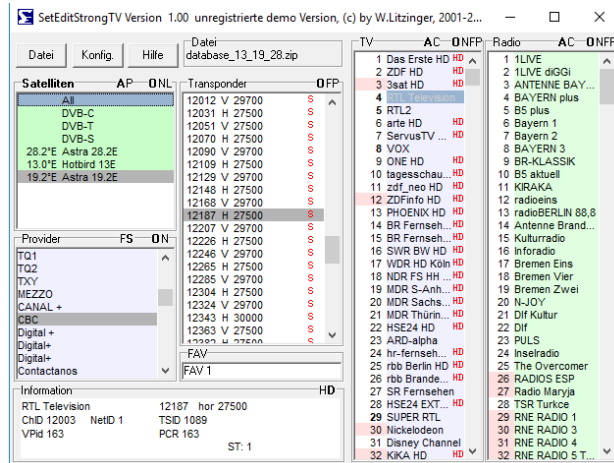 SetEditStrongTV Version 1.00 unregistrierte demo Version, (c) by W.Litzinger, 2001-2...
Datei Konfig. Hilfe
Datei
database_13_19_28.zip
Satelliten AP ONL
All
DVB-C
DVB-T
DVB-S
28.2°E Astra 28.2E
13.0°E Hotbird 13E
19.2°E Astra 19.2E
Provider FS ON
TQ1
TQ2
TXY
MEZZO
CANAL +
CBC
Digital +
Digital+
Digital+
Contactanos
Transponder OFP
12012 V 29700 S
12031 H 27500 S
12051 V 27500 S
12070 H 27500 S
12090 V 29700 S
12109 H 27500 S
12129 V 29700 S
12148 H 27500 S
12168 V 29700 S
12187 H 27500 S
12207 V 29700 S
12226 H 27500 S
12246 V 29700 S
12265 H 27500 S
12285 V 29700 S
12304 H 27500 S
12324 V 29700 S
12343 H 30000 S
12363 V 27500 S
12382 H 27500 S
FAV
FAV 1
Information HD
RTL Television 12187 hor 27500
ChID 12003 NetID 1 TSID 1089
VPid 163 PCR 163
ST: 1
TV AC ONFP
1 Das Erste HD HD
2 ZDF HD HD
3 3sat HD HD
4 RTL Television
5 RTL2
6 arte HD HD
7 ServusTV ... HD
8 VOX
9 ONE HD HD
10 tagesschau... HD
11 zdf_neo HD HD
12 ZDFinfo HD HD
13 PHOENIX HD HD
14 BR Fernseh... HD
15 BR Fernseh... HD
16 SWR BW HD HD
17 WDR HD Köln HD
18 NDR FS HH ... HD
19 MDR S-Anh... HD
20 MDR Sachs... HD
21 MDR Thürin... HD
22 HSE24 HD HD
23 ARD-alpha
24 hr-fernseh... HD
25 rbb Berlin HD HD
26 rbb Brande... HD
27 SR Fernsehen
28 HSE24 EXT... HD
29 SUPER RTL
30 Nickelodeon
31 Disney Channel
32 KiKA HD HD
Radio AC ONFP
1 1LIVE
2 1LIVE diGGi
3 ANTENNE BAY...
4 BAYERN plus
5 B5 plus
6 Bayern 1
7 Bayern 2
8 BAYERN 3
9 BR-KLASSIK
10 B5 aktuell
11 KIRAKA
12 radioeins
13 radioBERLIN 88,8
14 Antenne Brand...
15 Kulturradio
16 Inforadio
17 Bremen Eins
18 Bremen Vier
19 Bremen Zwei
20 N-JOY
21 Dlf Kultur
22 Dlf
23 PULS
24 Inselradio
25 The Overcomer
26 RADIOS ESP
27 Radio Maryja
28 TSR Turkce
29 RNE RADIO 1
30 RNE RADIO 3
31 RNE RADIO 4
32 RNE RADIO 5 T...